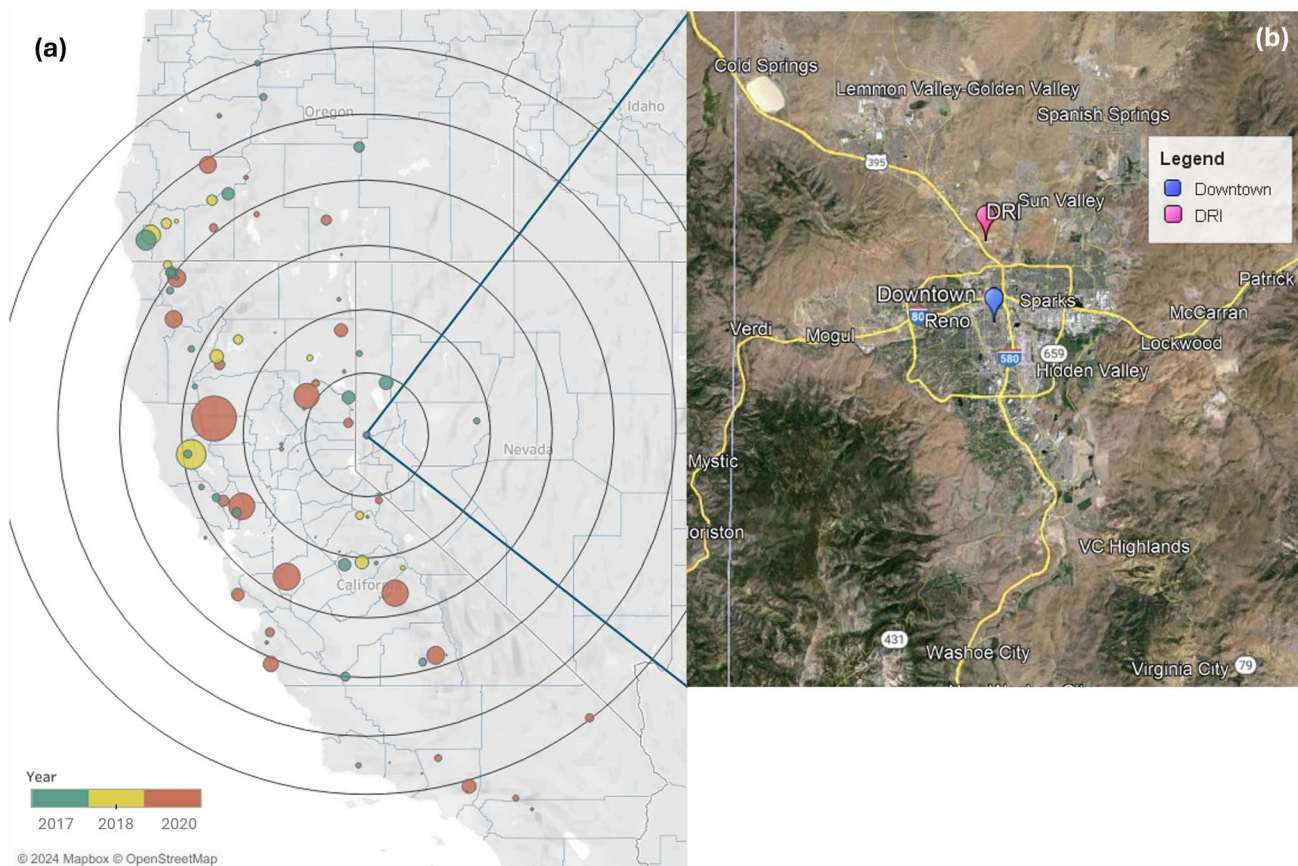 (a)
Oregon
Idaho
Nevada
California
Year
2017 2018 2020
© 2024 Mapbox © OpenStreetMap
(b)
Cold Springs
Lemmon Valley-Golden Valley
Spanish Springs
395
Legend
Downtown
DRI
DRI
Sun Valley
Patrick
Downtown
Sparks
McCarran
80
Reno
Verdi
Mogul
Lockwood
580
659
Hidden Valley
Mystic
loriston
VC Highlands
431
Washoe City
Virginia City
79